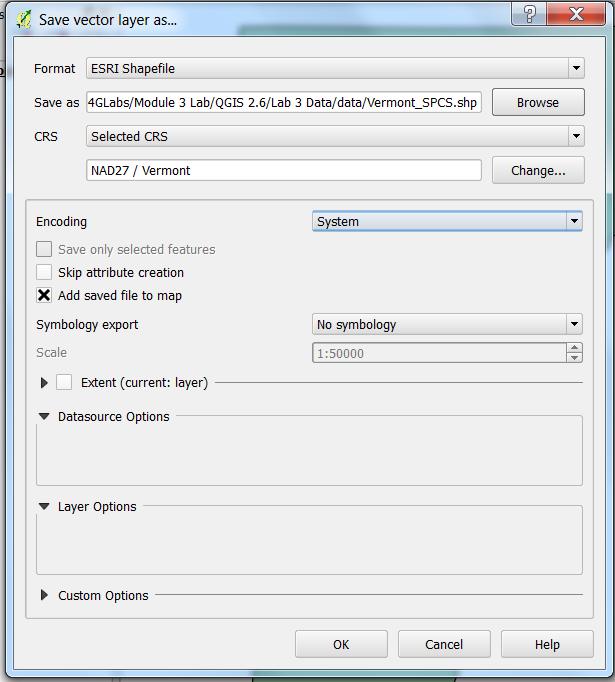 Save vector layer as...
Format ESRI Shapefile
Save as 4GLabs/Module 3 Lab/QGIS 2.6/Lab 3 Data/data/Vermont_SPCS.shp Browse
CRS Selected CRS
NAD27 / Vermont Change...
Encoding System
Save only selected features
Skip attribute creation
Add saved file to map
Symbology export No symbology
Scale 1:50000
Extent (current: layer)
Datasource Options
Layer Options
Custom Options
OK Cancel Help